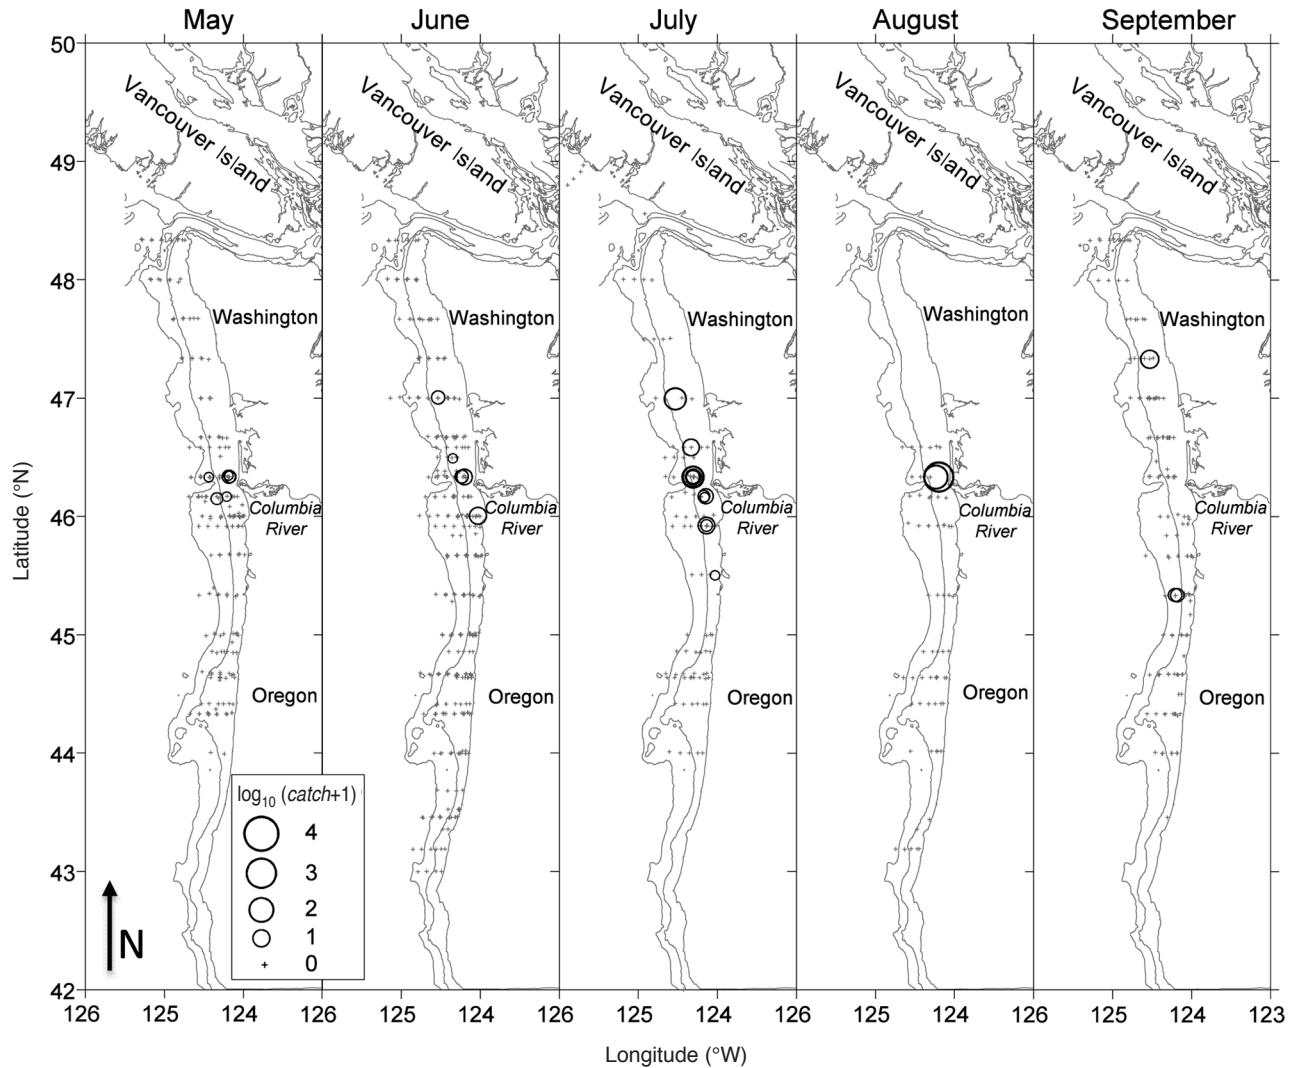 May June July August September
50
49
48
47
46
45
44
43
42
Latitude (°N)
Vancouver Island
Vancouver Island
Vancouver Island
Vancouver Island
Vancouver Island
Washington
Washington
Washington
Washington
Washington
Columbia
River
Columbia
River
Columbia
River
Columbia
River
Columbia
River
Oregon
Oregon
Oregon
Oregon
Oregon
log10 (catch+1)
4
3
2
1
0
N
126 125 124 126 125 124 126 125 124 126 125 124 126 125 124 123
Longitude (°W)